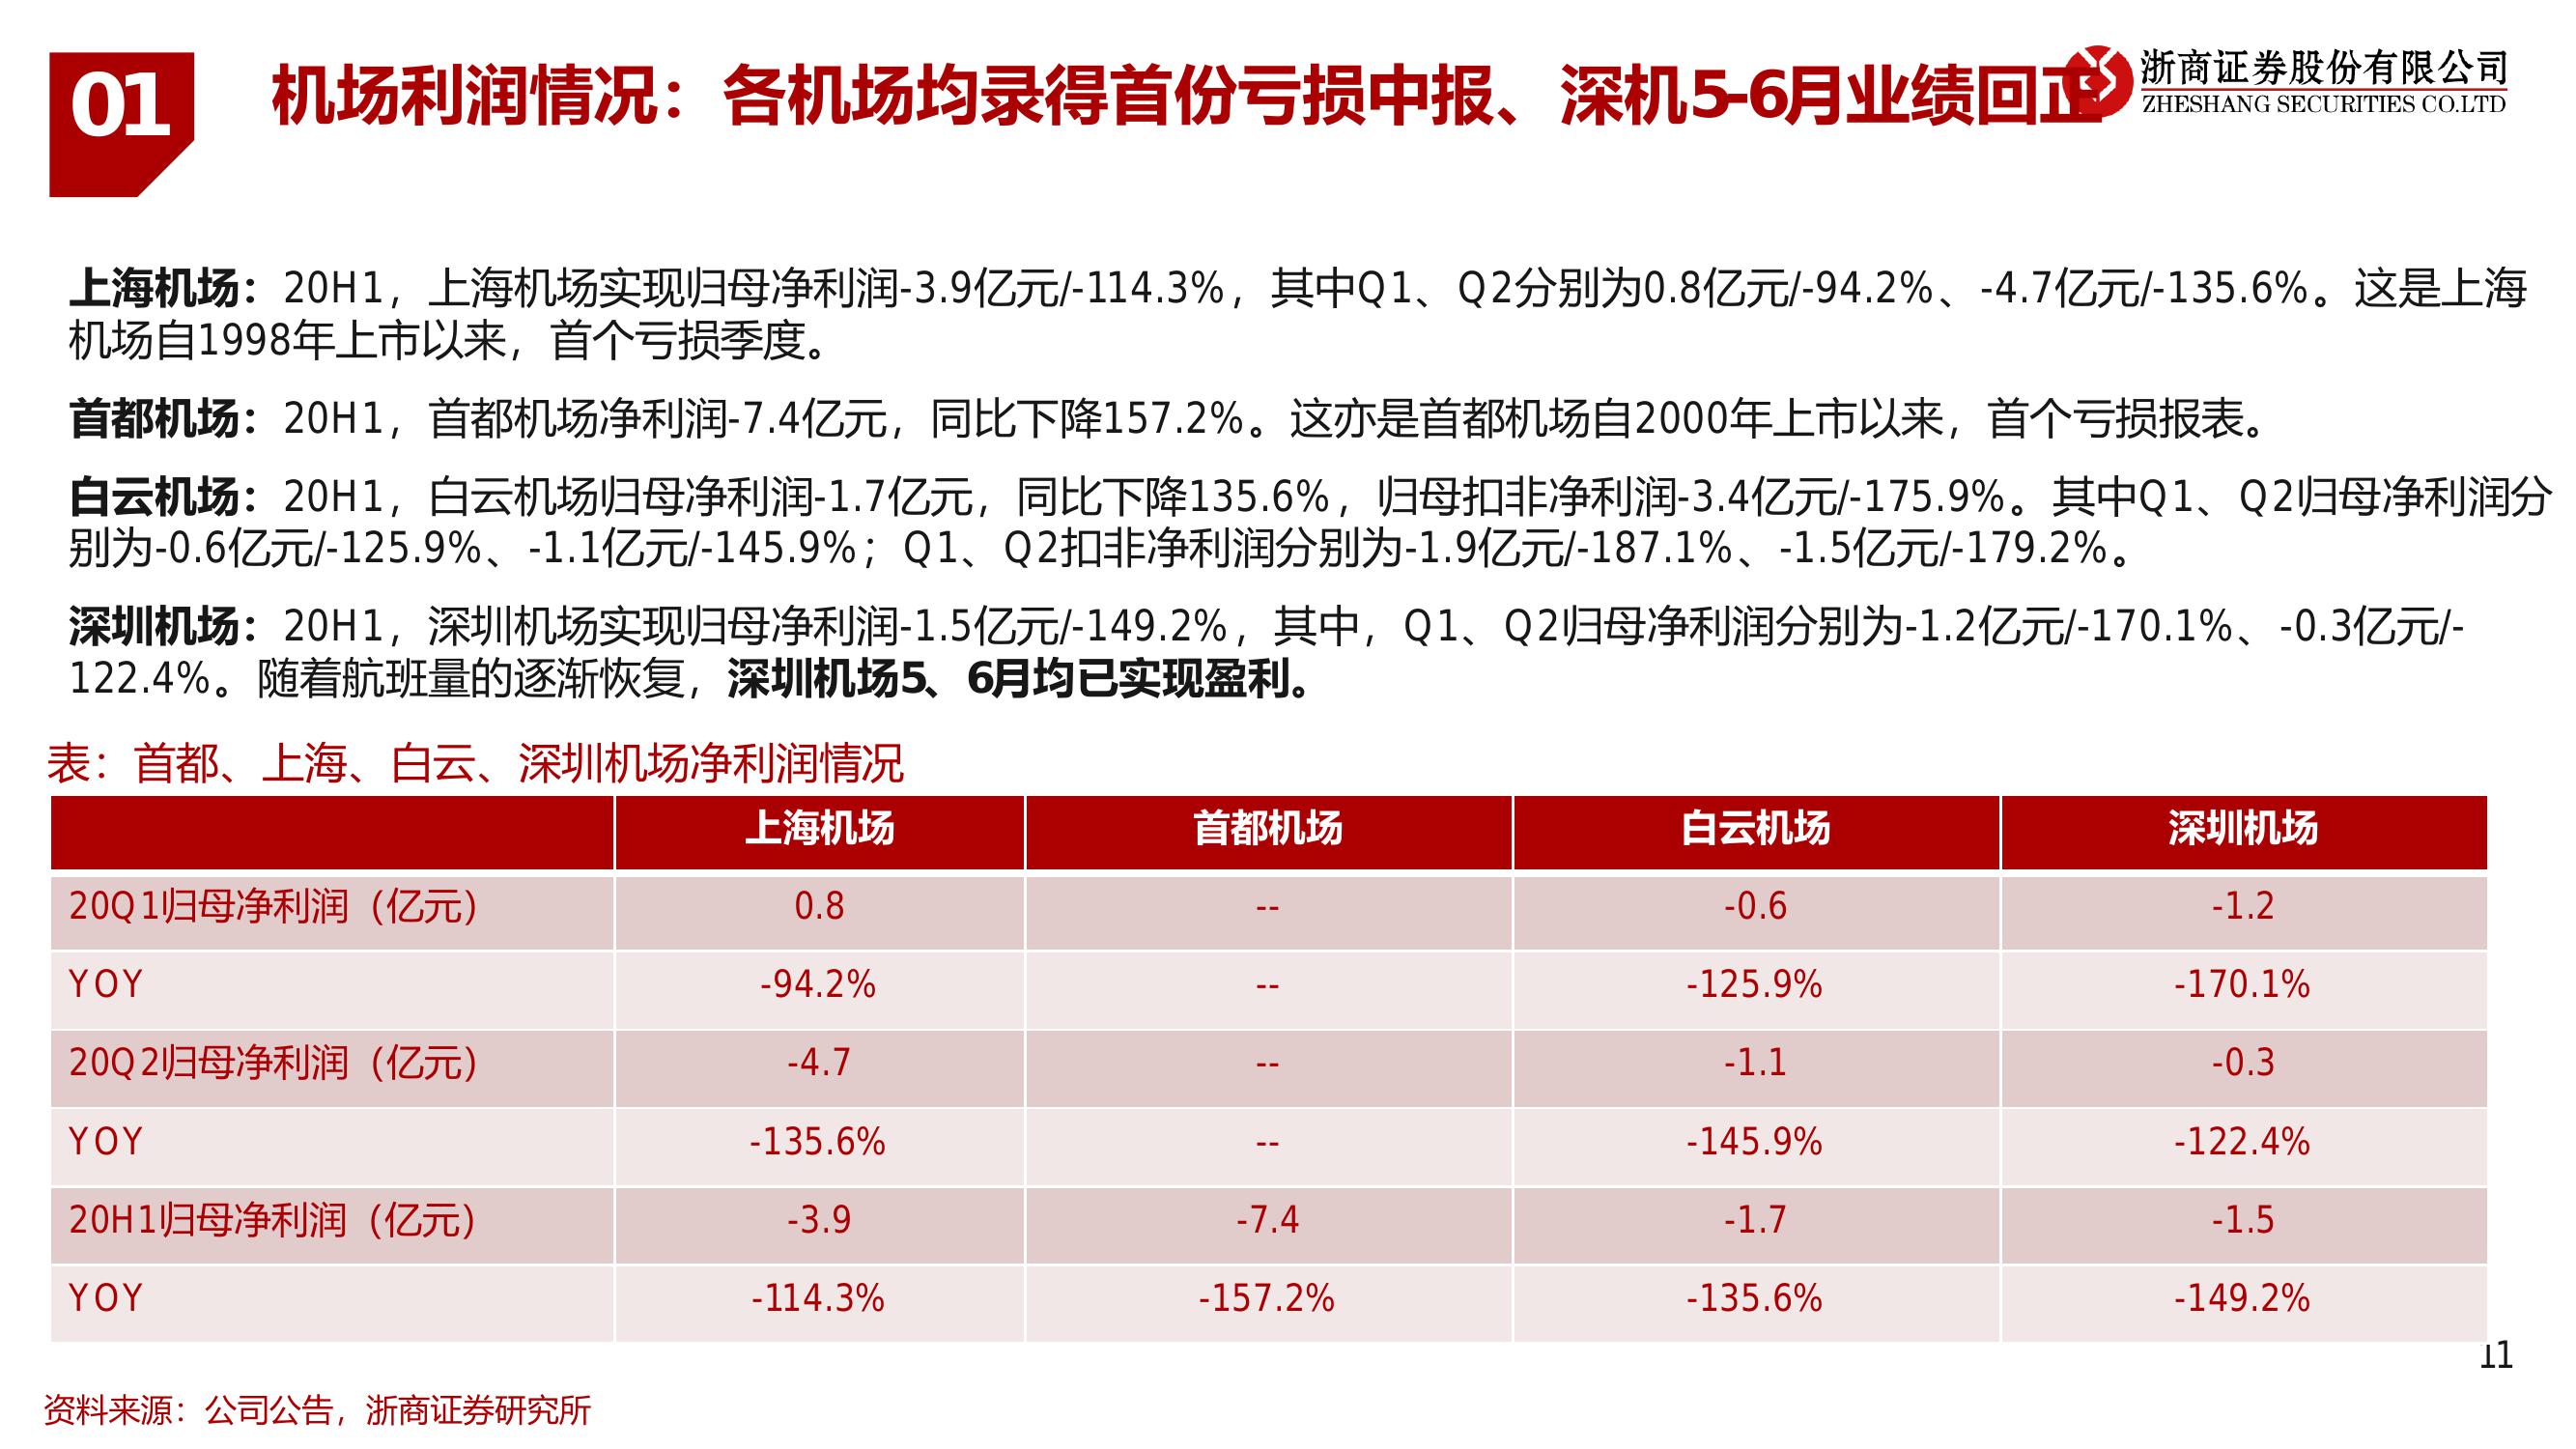 01
机场利润情况：各机场均录得首份亏损中报、深机5-6月业绩回正
浙商证券股份有限公司
ZHESHANG SECURITIES CO.LTD
上海机场：20H1，上海机场实现归母净利润-3.9亿元/-114.3%，其中Q1、Q2分别为0.8亿元/-94.2%、-4.7亿元/-135.6%。这是上海
机场自1998年上市以来，首个亏损季度。
首都机场：20H1，首都机场净利润-7.4亿元，同比下降157.2%。这亦是首都机场自2000年上市以来，首个亏损报表。
白云机场：20H1，白云机场归母净利润-1.7亿元，同比下降135.6%，归母扣非净利润-3.4亿元/-175.9%。其中Q1、Q2归母净利润分
别为-0.6亿元/-125.9%、-1.1亿元/-145.9%；Q1、Q2扣非净利润分别为-1.9亿元/-187.1%、-1.5亿元/-179.2%。
深圳机场：20H1，深圳机场实现归母净利润-1.5亿元/-149.2%，其中，Q1、Q2归母净利润分别为-1.2亿元/-170.1%、-0.3亿元/-
122.4%。随着航班量的逐渐恢复，深圳机场5、6月均已实现盈利。
表：首都、上海、白云、深圳机场净利润情况
上海机场 首都机场 白云机场 深圳机场
20Q1归母净利润（亿元） 0.8 -- -0.6 -1.2
YOY -94.2% -- -125.9% -170.1%
20Q2归母净利润（亿元） -4.7 -- -1.1 -0.3
YOY -135.6% -- -145.9% -122.4%
20H1归母净利润（亿元） -3.9 -7.4 -1.7 -1.5
YOY -114.3% -157.2% -135.6% -149.2%
11
资料来源：公司公告，浙商证券研究所